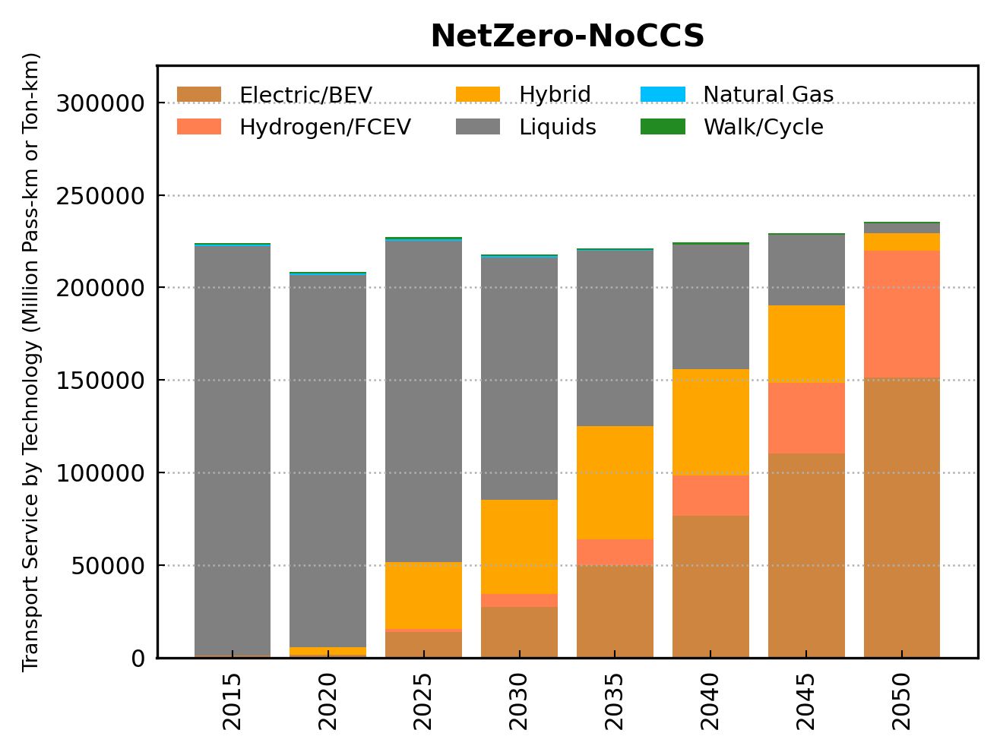 NetZero-NoCCS
Transport Service by Technology (Million Pass-km or Ton-km)
Electric/BEV
Hydrogen/FCEV
Hybrid
Liquids
Natural Gas
Walk/Cycle
300000
250000
200000
150000
100000
50000
0
2015
2020
2025
2030
2035
2040
2045
2050